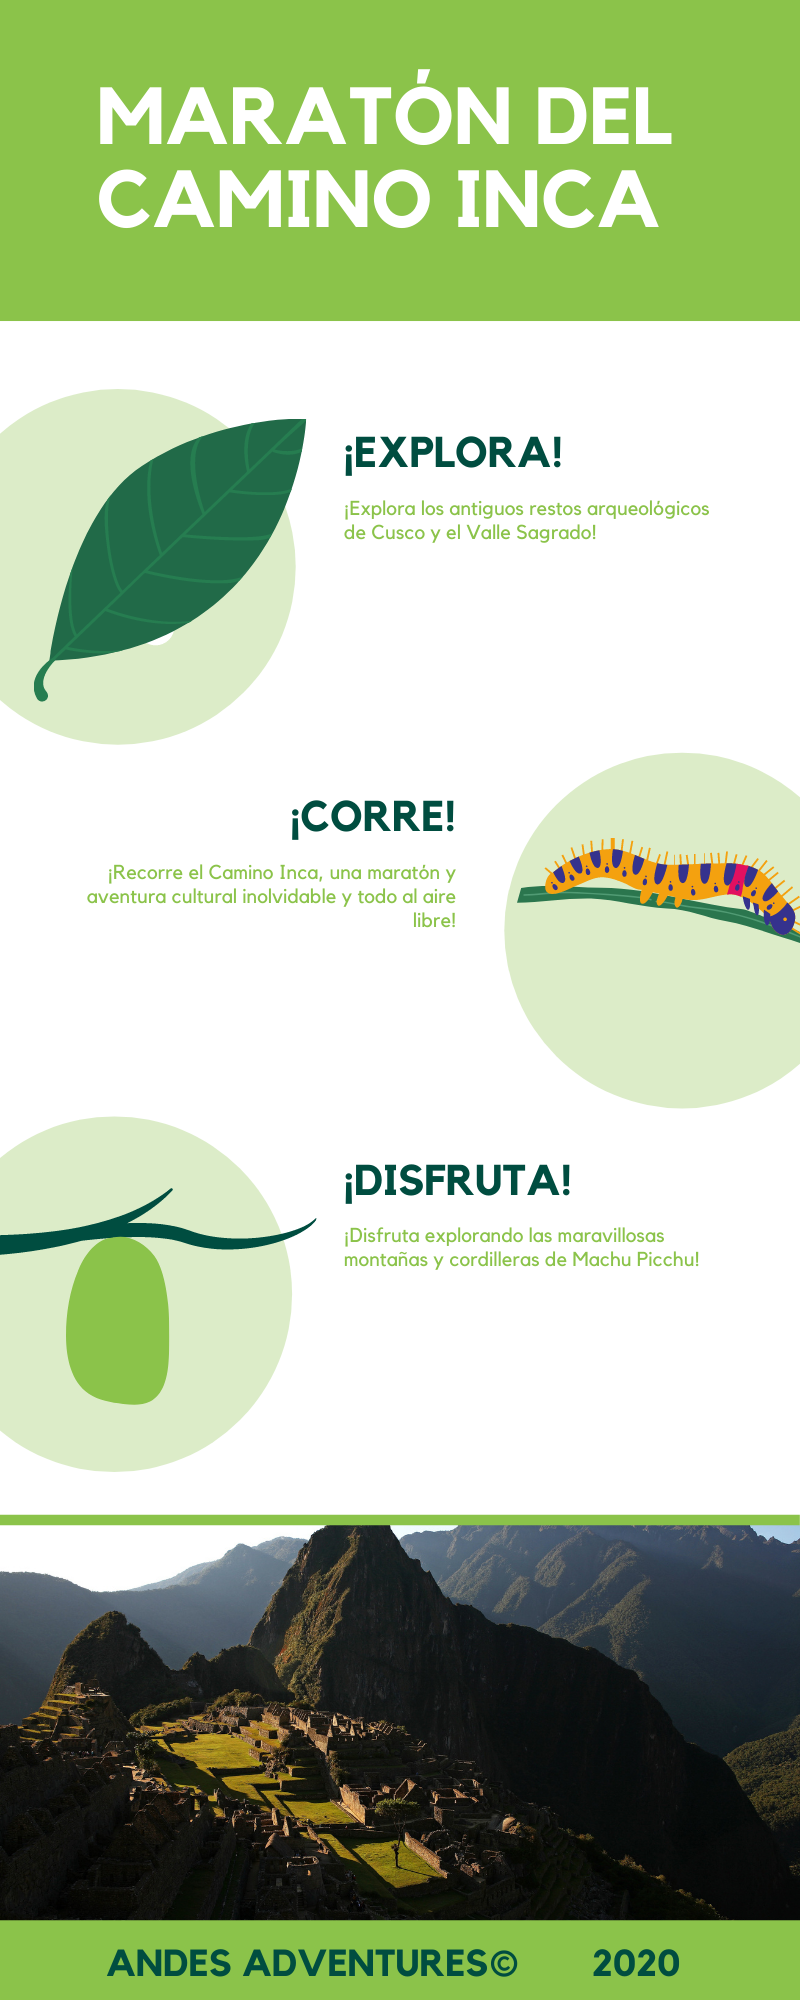 MARATÓN DEL
CAMINO INCA
¡EXPLORA!
¡Explora los antiguos restos arqueológicos
de Cusco y el Valle Sagrado!
¡CORRE!
¡Recorre el Camino Inca, una maratón y
aventura cultural inolvidable y todo al aire
libre!
¡DISFRUTA!
¡Disfruta explorando las maravillosas
montañas y cordilleras de Machu Picchu!
ANDES ADVENTURES© 2020